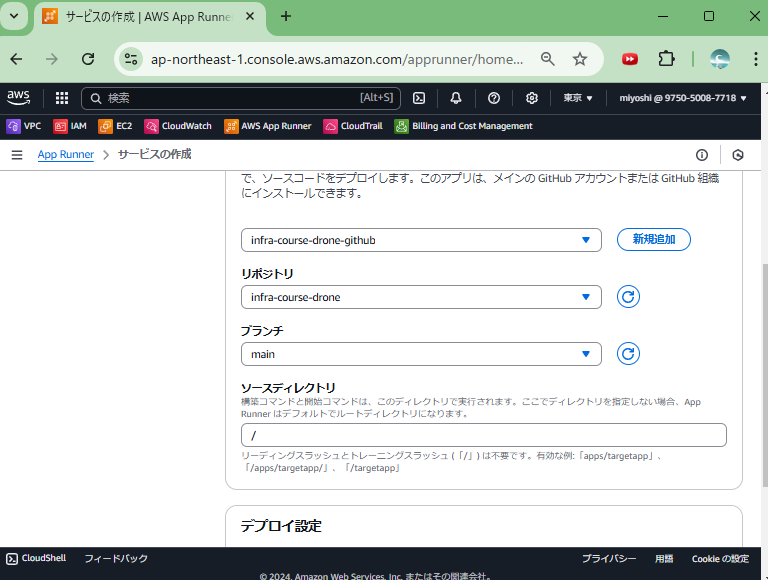 サービスの作成 | AWS App Runne
ap-northeast-1.console.aws.amazon.com/apprunner/home...
aws
検索
[Alt+S]
東京 ▼
miyoshi @ 9750-5008-7718 ▼
VPC
IAM
EC2
CloudWatch
AWS App Runner
CloudTrail
Billing and Cost Management
App Runner
サービスの作成
で、ソースコードをデプロイします。このアプリは、メインの GitHub アカウントまたは GitHub 組織
にインストールできます。
infra-course-drone-github
新規追加
リポジトリ
infra-course-drone
ブランチ
main
ソースディレクトリ
構築コマンドと開始コマンドは、このディレクトリで実行されます。ここでディレクトリを指定しない場合、App
Runner はデフォルトでルートディレクトリになります。
/
リーディングスラッシュとトレーニングスラッシュ (「/」) は不要です。有効な例:「apps/targetapp」、
「/apps/targetapp/」、「/targetapp」
デプロイ設定
CloudShell
フィードバック
プライバシー
用語
Cookie の設定
© 2024, Amazon Web Services, Inc. またはその関連会社。